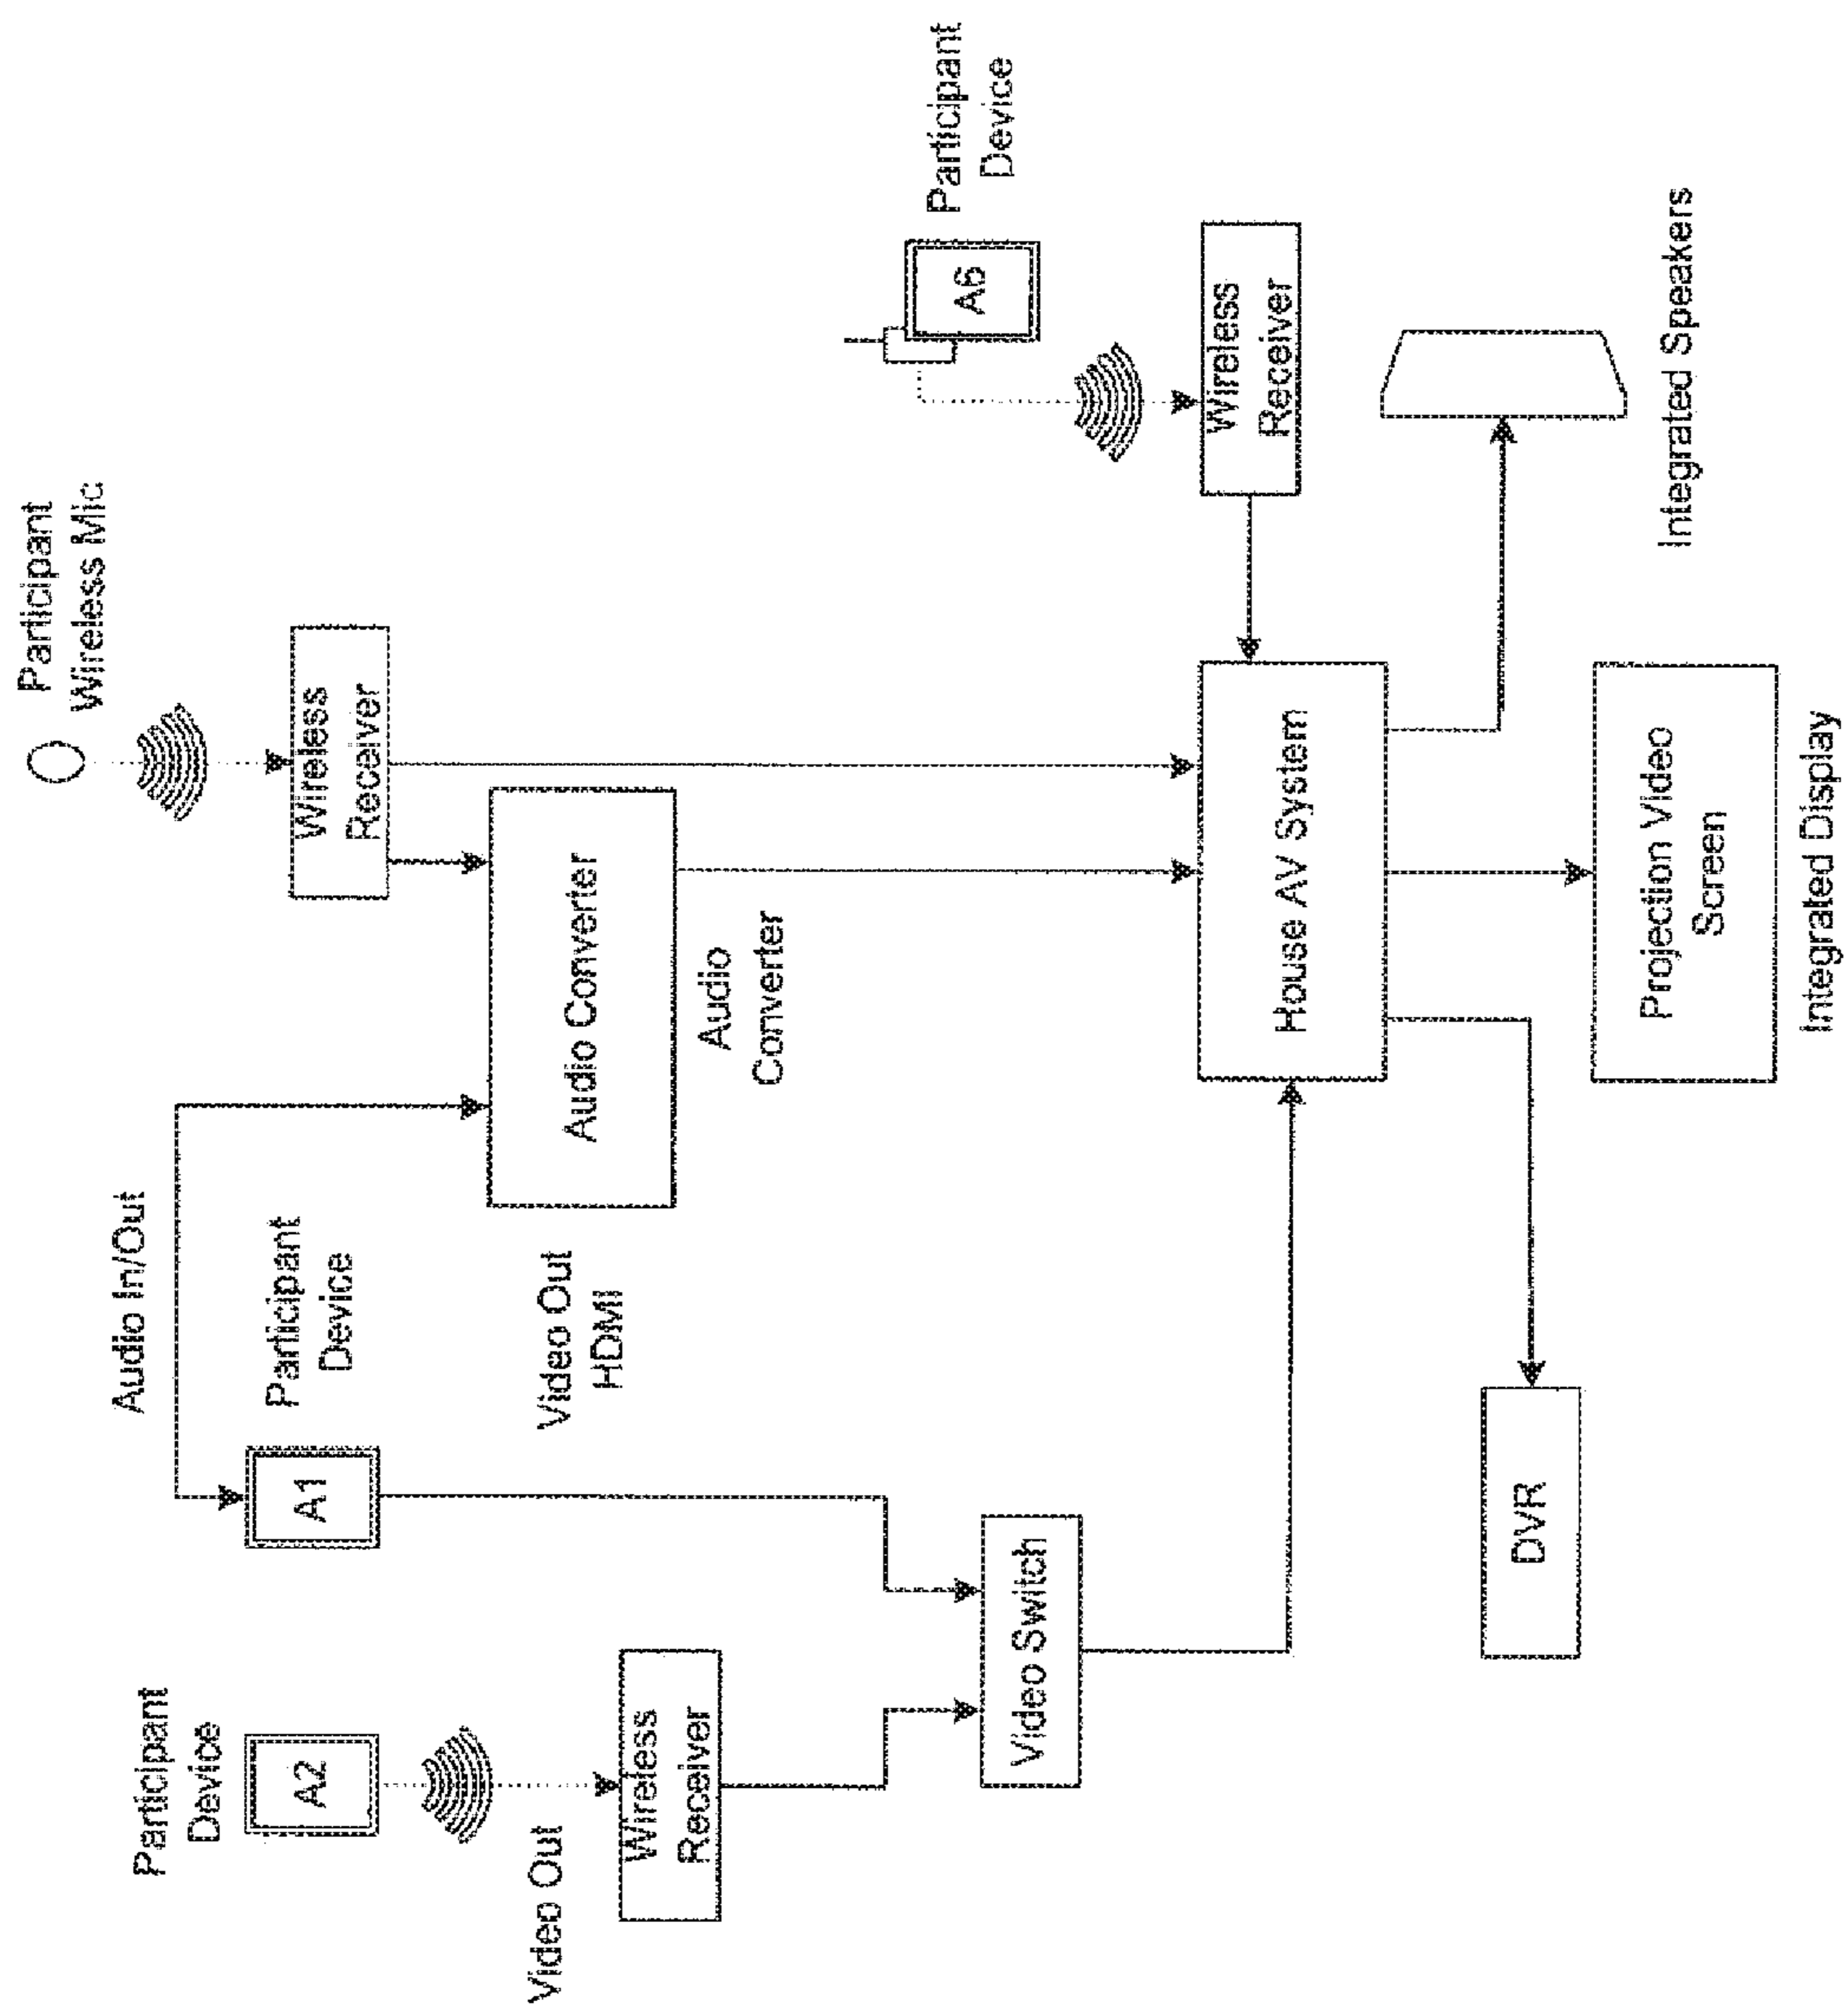 Participant
Device
A2
Video Out
Wireless
Receiver
Audio In/Out
A1
Participant
Device
Video Out
HDMI
Video Switch
Participant
Wireless Mic
Wireless
Receiver
Audio Converter
Audio
Converter
Participant
Device
A6
Wireless
Receiver
House AV System
DVR
Projection Video
Screen
Integrated Display
Integrated Speakers